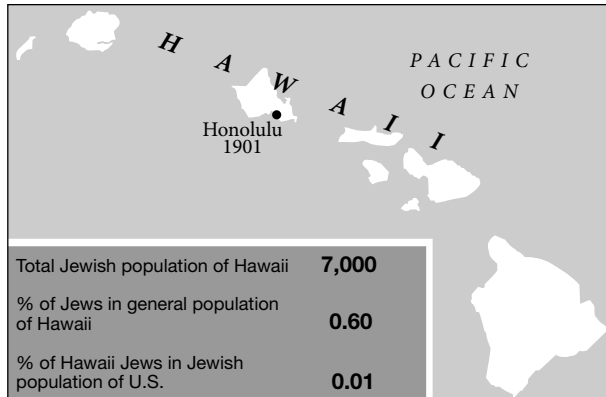 HAWAII
PACIFIC
OCEAN
Honolulu
1901
Total Jewish population of Hawaii 7,000
% of Jews in general population
of Hawaii 0.60
% of Hawaii Jews in Jewish
population of U.S. 0.01